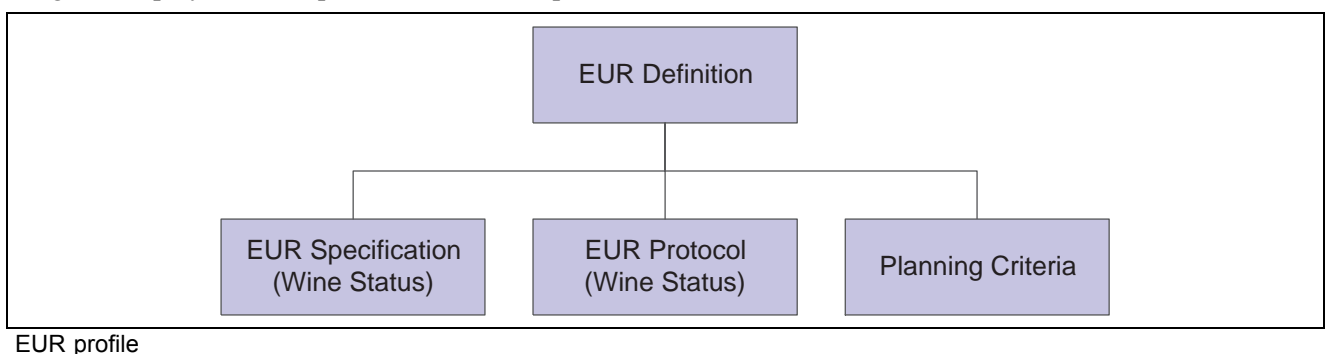 EUR Definition
EUR Specification
(Wine Status)
EUR Protocol
(Wine Status)
Planning Criteria
EUR profile